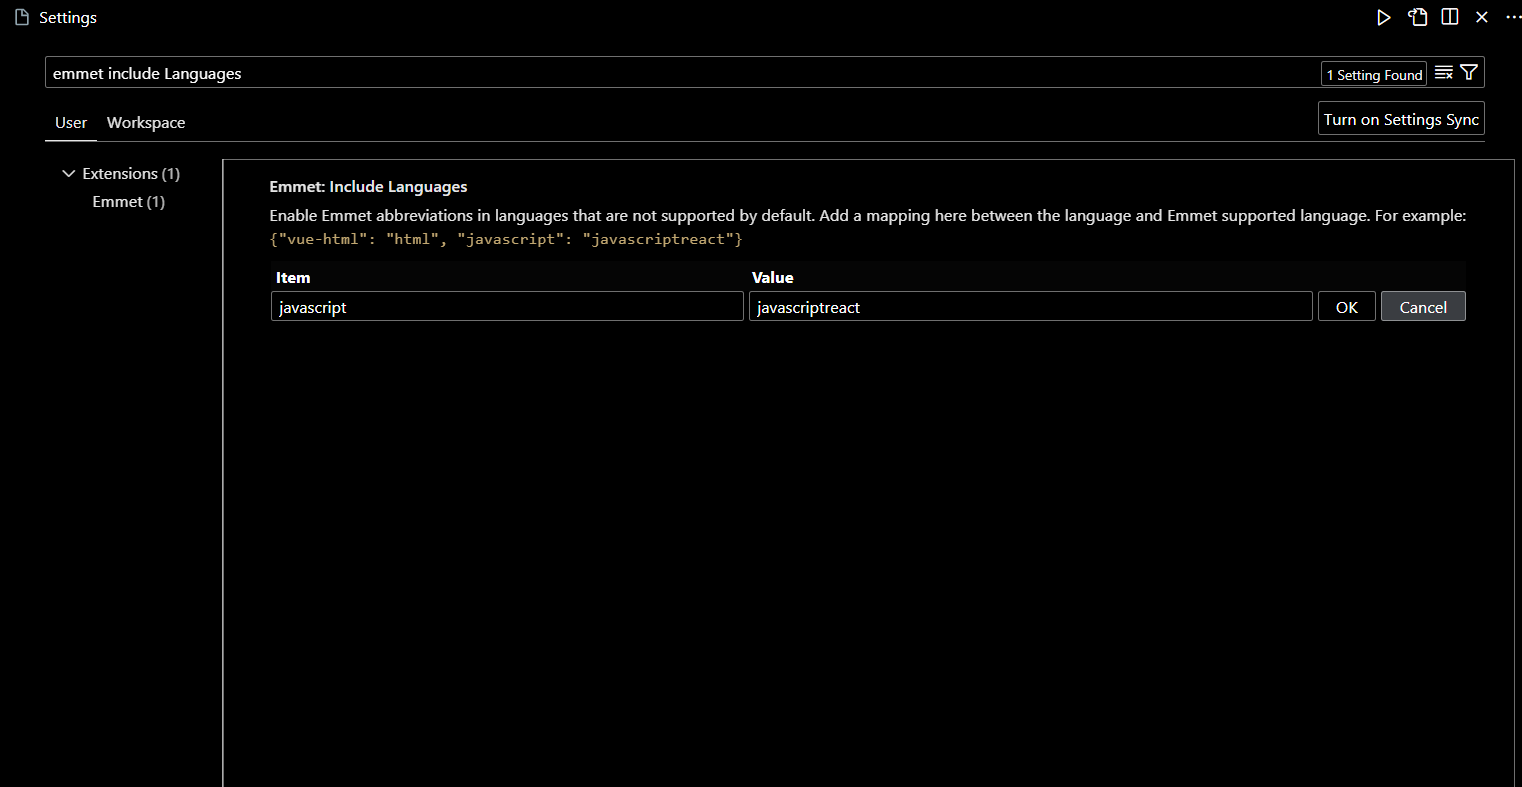 Settings
emmet include Languages
1 Setting Found
User Workspace
Turn on Settings Sync
Extensions (1)
Emmet (1)
Emmet: Include Languages
Enable Emmet abbreviations in languages that are not supported by default. Add a mapping here between the language and Emmet supported language. For example:
{"vue-html": "html", "javascript": "javascriptreact"}
Item Value
javascript javascriptreact OK Cancel